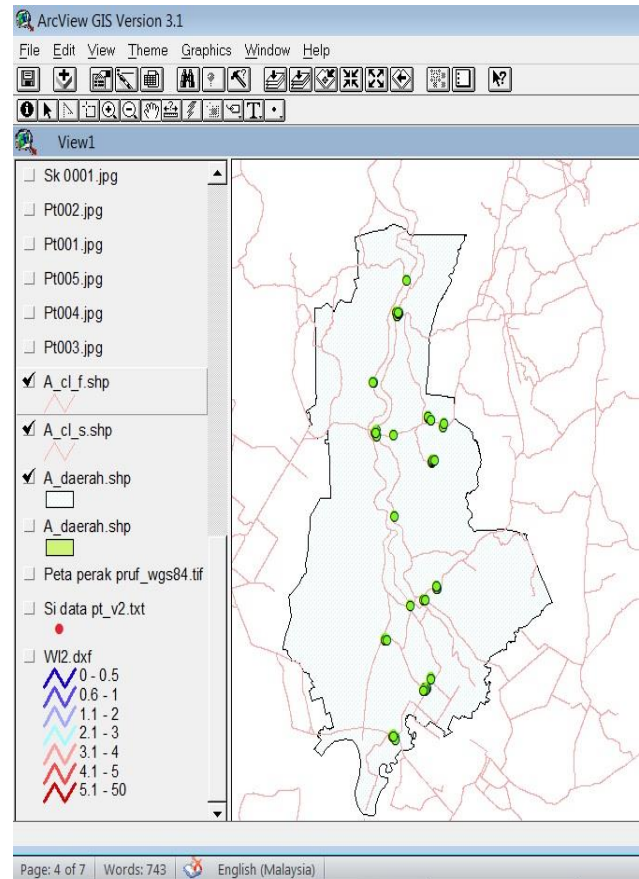 ArcView GIS Version 3.1
File Edit View Theme Graphics Window Help
View1
Sk 0001.jpg
Pt002.jpg
Pt001.jpg
Pt005.jpg
Pt004.jpg
Pt003.jpg
A_cl_f.shp
A_cl_s.shp
A_daerah.shp
A_daerah.shp
Peta perak pruf_wgs84.tif
Si data pt_v2.txt
Wl2.dxf
0 - 0.5
0.6 - 1
1.1 - 2
2.1 - 3
3.1 - 4
4.1 - 5
5.1 - 50
Page: 4 of 7 Words: 743 English (Malaysia)